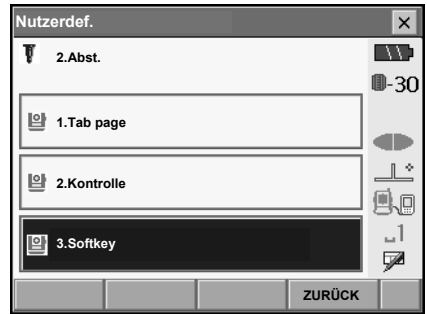 Nutzerdef.
2.Abst.
-30
1.Tab page
2.Kontrolle
3.Softkey
1
ZURÜCK